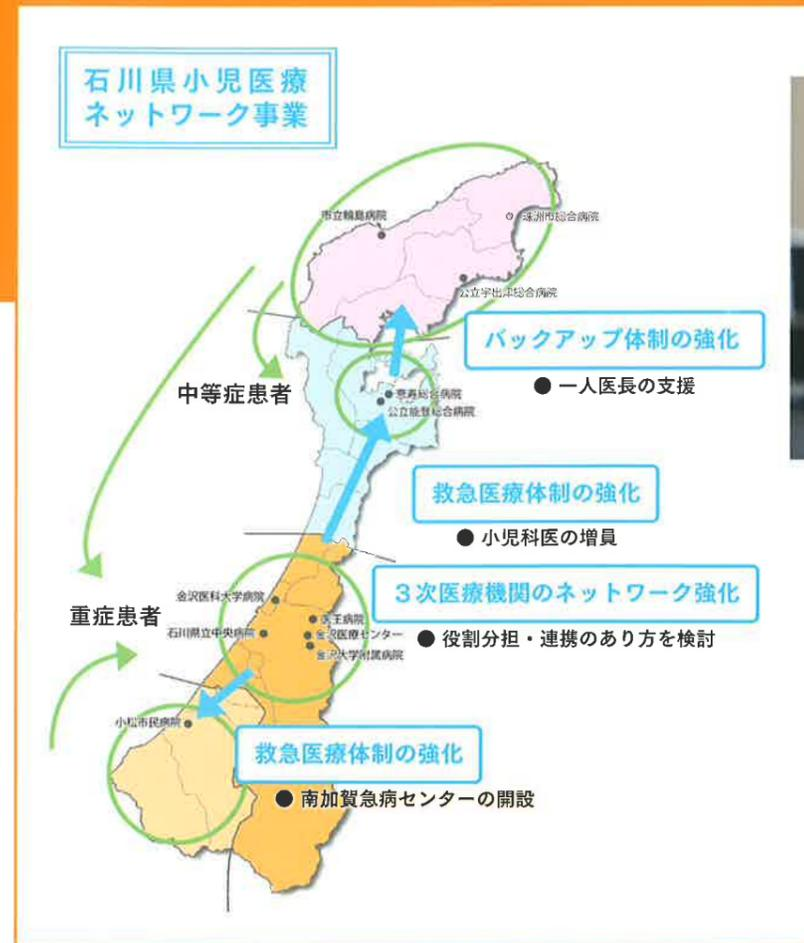 石川県小児医療
ネットワーク事業
市立輪島病院
珠洲市総合病院
公立宇出津総合病院
バックアップ体制の強化
● 一人医長の支援
中等症患者
恵寿総合病院
公立能登総合病院
救急医療体制の強化
● 小児科医の増員
3次医療機関のネットワーク強化
● 役割分担・連携のあり方を検討
重症患者
金沢医科大学病院
医王病院
石川県立中央病院
金沢医療センター
金沢大学附属病院
小松市民病院
救急医療体制の強化
● 南加賀急病センターの開設